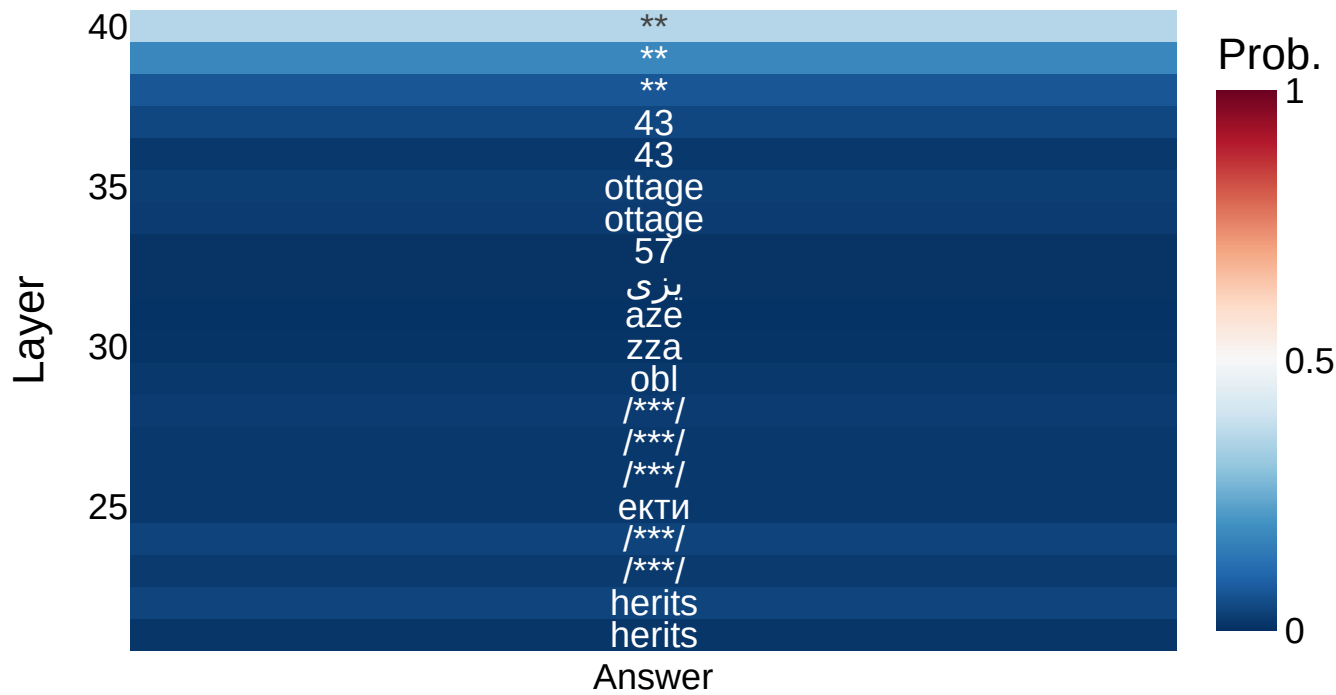 Prob.
40
**
1
**
**
43
43
35
ottage
ottage
57
یزی
Layer
aze
0.5
30
zza
obl
/***/
/***/
/***/
25
екти
/***/
/***/
herits
herits
0
Answer